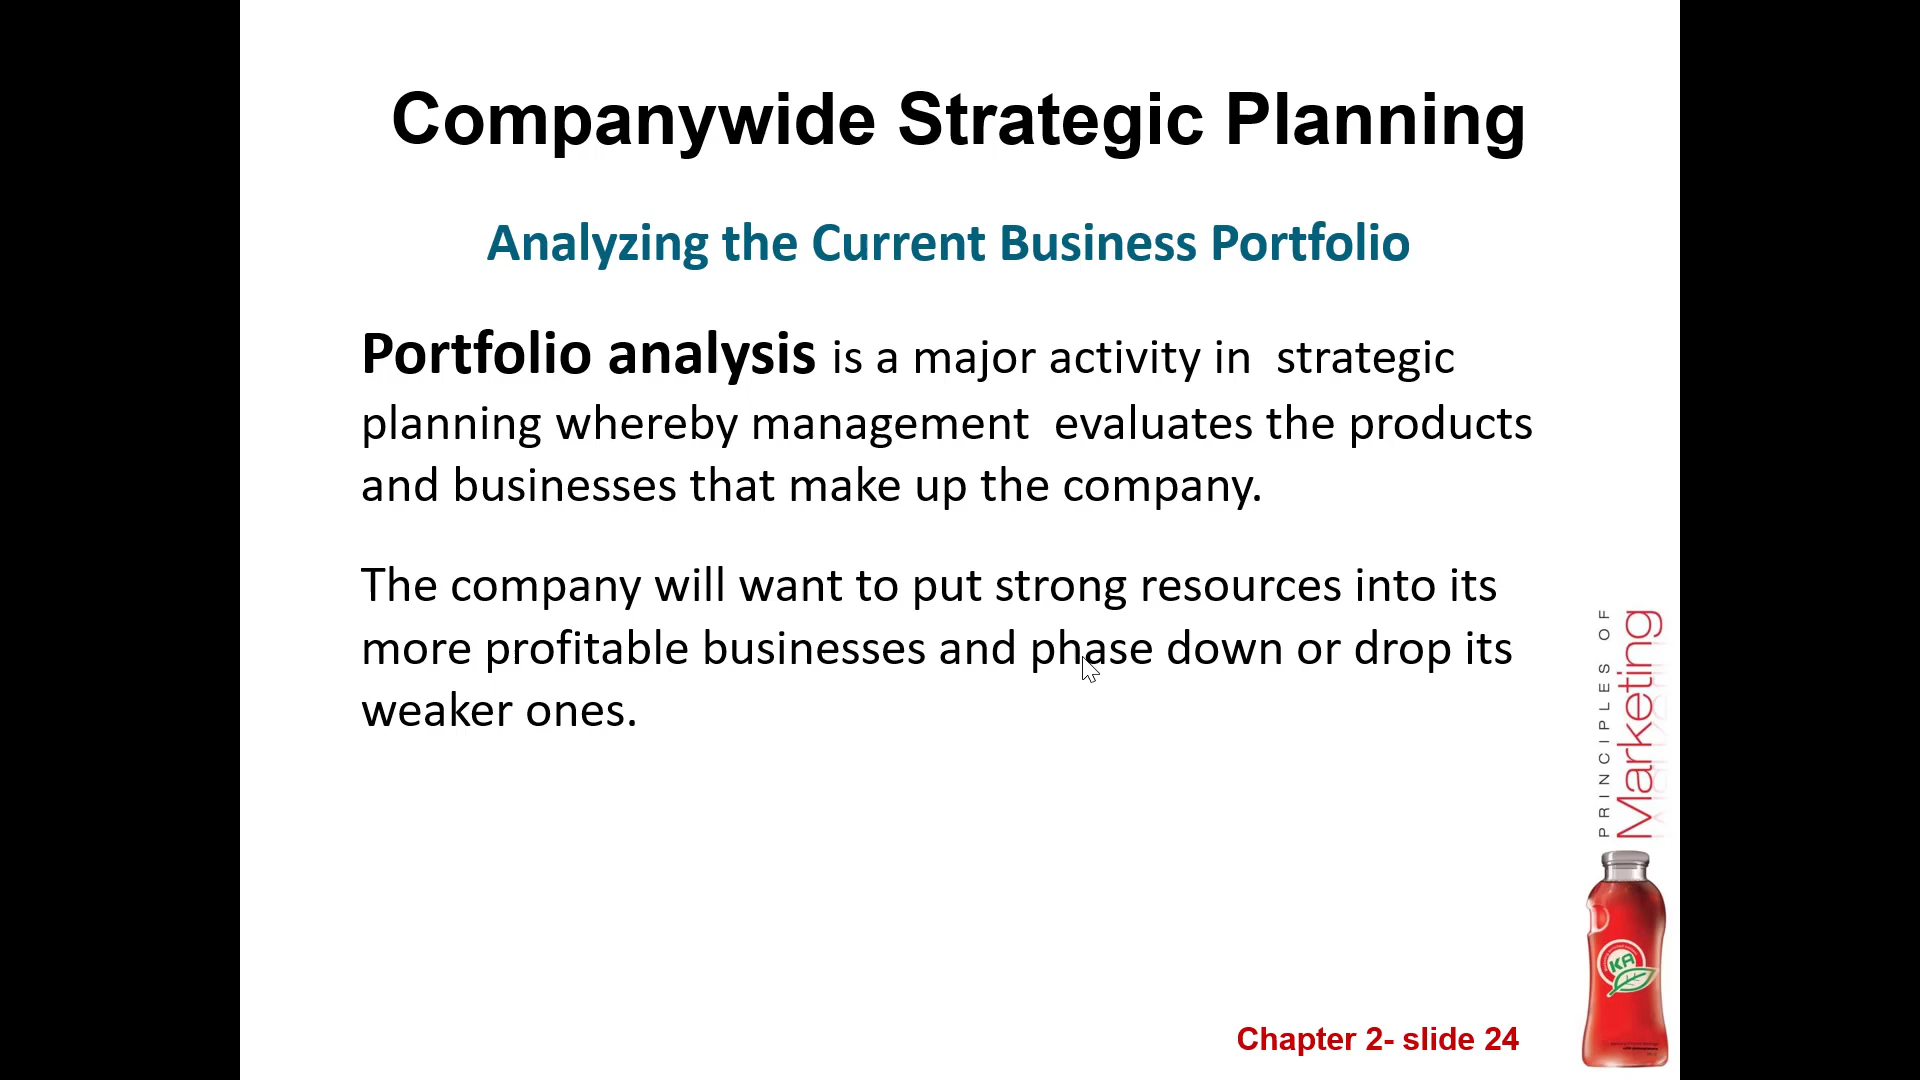 Companywide Strategic Planning
Analyzing the Current Business Portfolio
Portfolio analysis is a major activity in  strategic
planning whereby management  evaluates the products
and businesses that make up the company.
The company will want to put strong resources into its
more profitable businesses and phase down or drop its
weaker ones.
PRINCIPLES OF
Marketing
KA
Chapter 2- slide 24